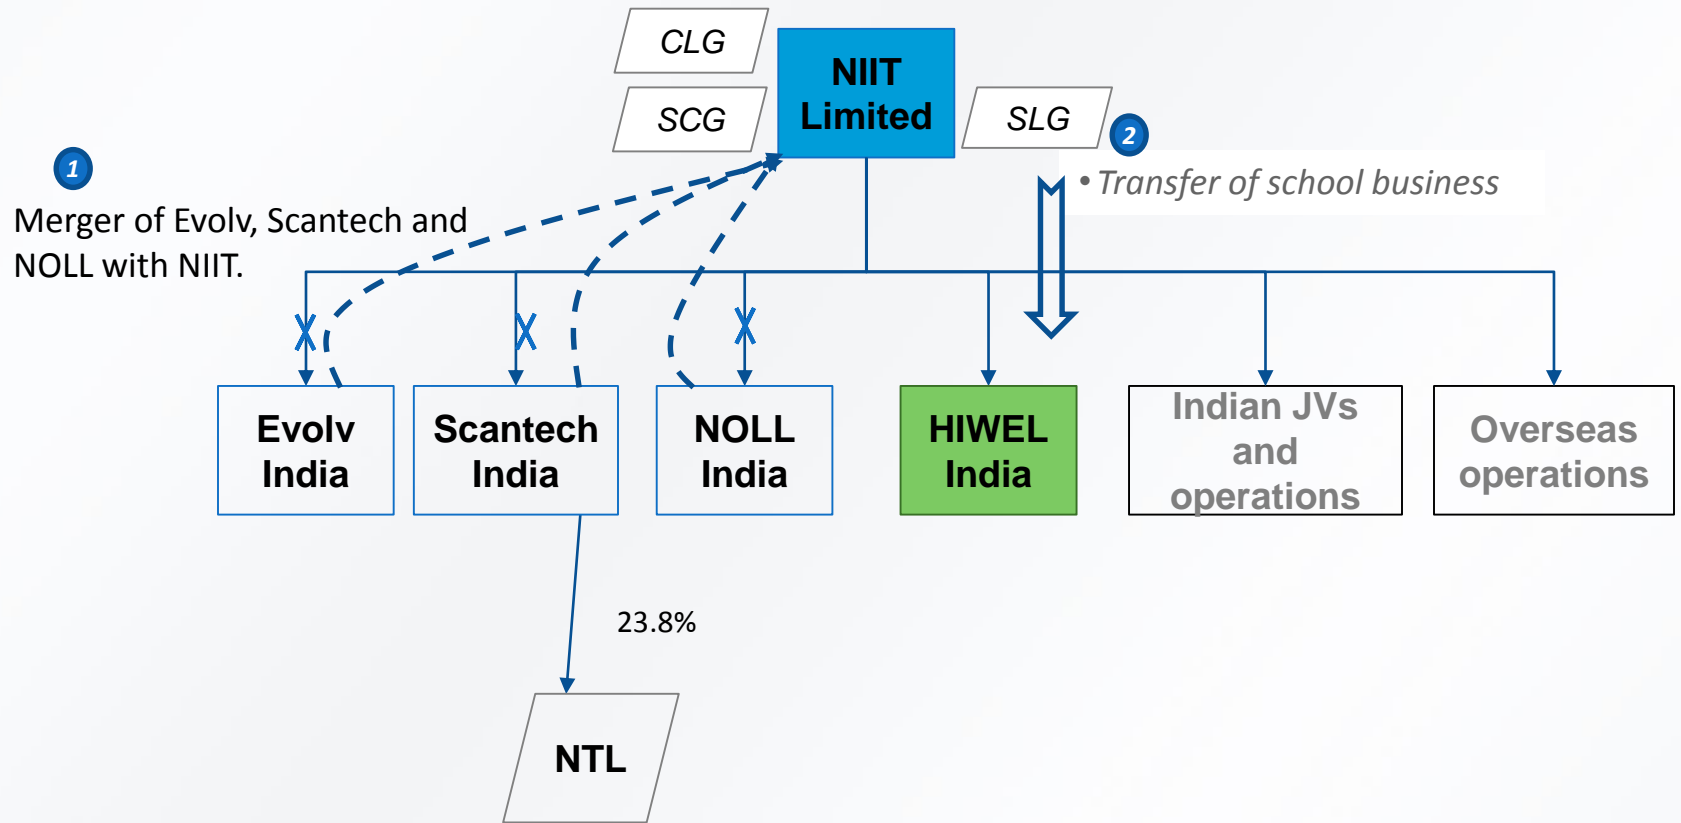 CLG
SCG
NIIT
Limited
SLG
2
• Transfer of school business
1
Merger of Evolv, Scantech and
NOLL with NIIT.
X
X
X
Evolv
India
Scantech
India
NOLL
India
HIWEL
India
Indian JVs
and
operations
Overseas
operations
23.8%
NTL